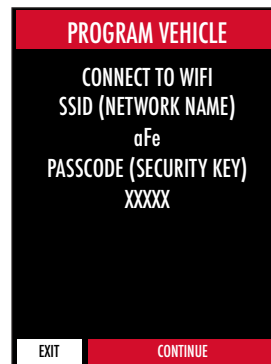 PROGRAM VEHICLE
CONNECT TO WIFI
SSID (NETWORK NAME)
aFe
PASSCODE (SECURITY KEY)
XXXXX
EXIT
CONTINUE